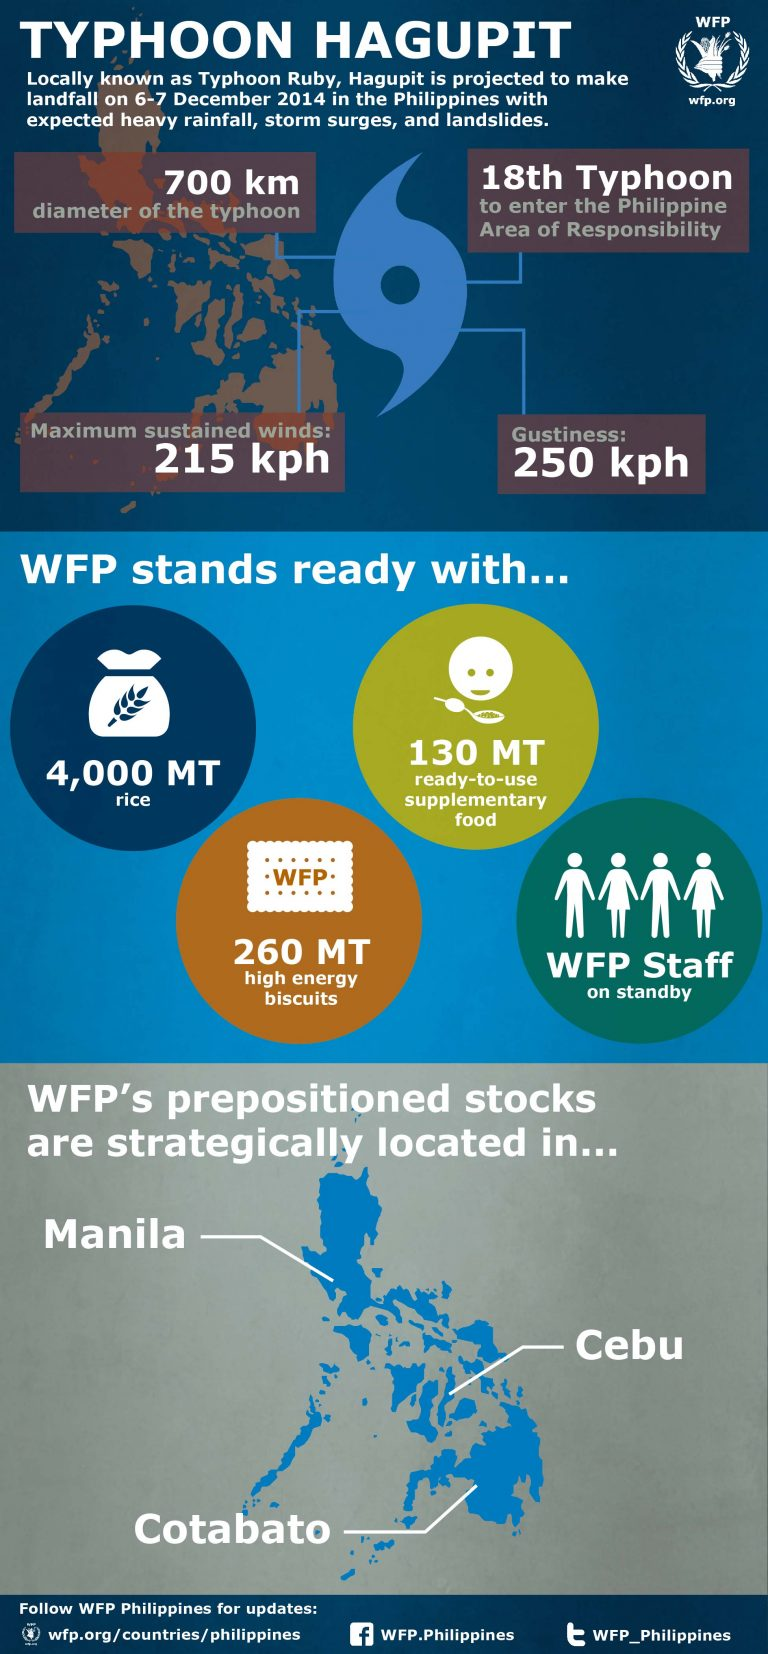 TYPHOON HAGUPIT
WFP
wfp.org
Locally known as Typhoon Ruby, Hagupit is projected to make
landfall on 6-7 December 2014 in the Philippines with
expected heavy rainfall, storm surges, and landslides.
700 km
diameter of the typhoon
18th Typhoon
to enter the Philippine
Area of Responsibility
Maximum sustained winds:
215 kph
Gustiness:
250 kph
WFP stands ready with...
4,000 MT
rice
130 MT
ready-to-use
supplementary
food
WFP
260 MT
high energy
biscuits
WFP Staff
on standby
WFP’s prepositioned stocks
are strategically located in...
Manila
Cebu
Cotabato
Follow WFP Philippines for updates:
wfp.org/countries/philippines
WFP.Philippines
WFP_Philippines